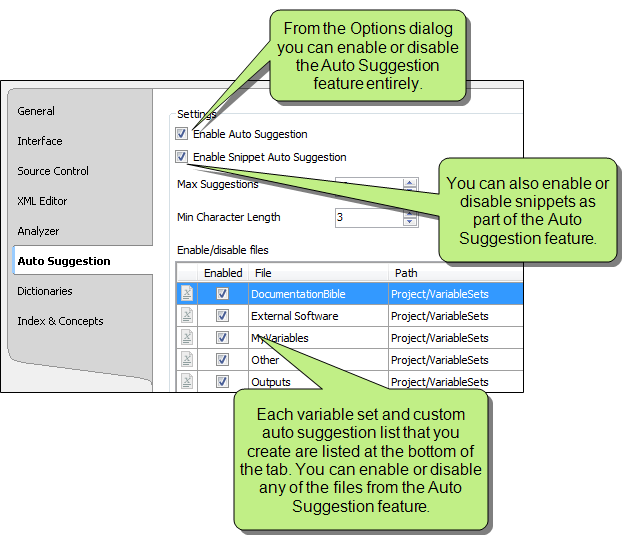 From the Options dialog
you can enable or disable
the Auto Suggestion
feature entirely.
General
Interface
Source Control
XML Editor
Analyzer
Auto Suggestion
Dictionaries
Index & Concepts
Settings
Enable Auto Suggestion
Enable Snippet Auto Suggestion
Max Suggestions
Min Character Length 3
You can also enable or
disable snippets as
part of the Auto
Suggestion feature.
Enable/disable files
Enabled File Path
DocumentationBible Project/VariableSets
External Software Project/VariableSets
MyVariables Project/VariableSets
Other Project/VariableSets
Outputs Project/VariableSets
Each variable set and custom
auto suggestion list that you
create are listed at the bottom of
the tab. You can enable or disable
any of the files from the Auto
Suggestion feature.